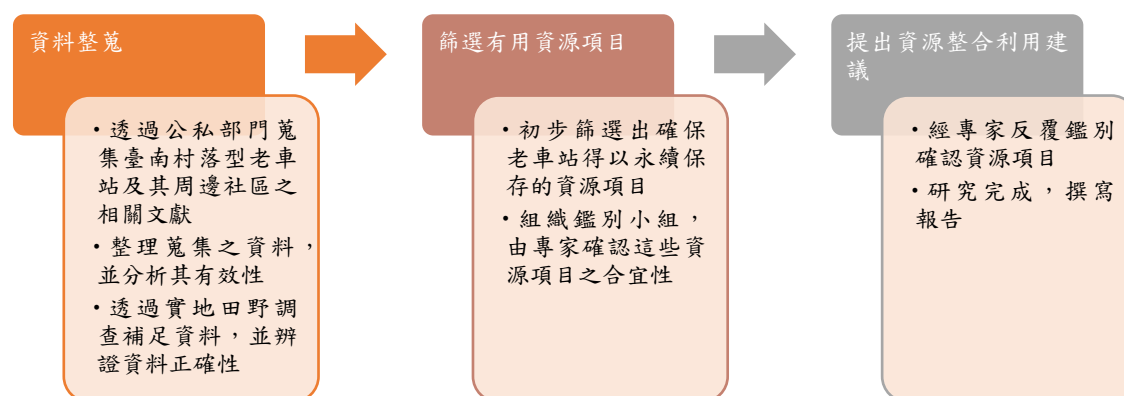 資料整蒐
・透過公私部門蒐
集臺南村落型老車
站及其周邊社區之
相關文獻
・整理蒐集之資料，
並分析其有效性
・透過實地田野調
查補足資料，並辨
證資料正確性
篩選有用資源項目
・初步篩選出確保
老車站得以永續保
存的資源項目
・組織鑑別小組，
由專家確認這些資
源項目之合宜性
提出資源整合利用建
議
・經專家反覆鑑別
確認資源項目
・研究完成，撰寫
報告